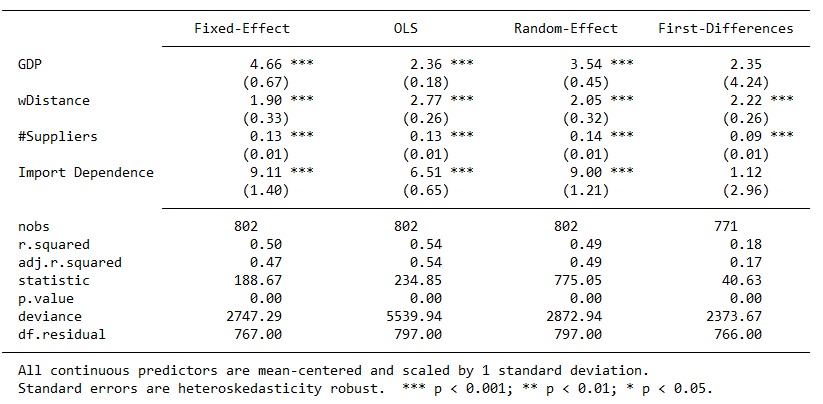 Fixed-Effect OLS Random-Effect First-Differences
GDP 4.66 *** 2.36 *** 3.54 *** 2.35
(0.67) (0.18) (0.45) (4.24)
wDistance 1.90 *** 2.77 *** 2.05 *** 2.22 ***
(0.33) (0.26) (0.32) (0.26)
#Suppliers 0.13 *** 0.13 *** 0.14 *** 0.09 ***
(0.01) (0.01) (0.01) (0.01)
Import Dependence 9.11 *** 6.51 *** 9.00 *** 1.12
(1.40) (0.65) (1.21) (2.96)
nobs 802 802 802 771
r.squared 0.50 0.54 0.49 0.18
adj.r.squared 0.47 0.54 0.49 0.17
statistic 188.67 234.85 775.05 40.63
p.value 0.00 0.00 0.00 0.00
deviance 2747.29 5539.94 2872.94 2373.67
df.residual 767.00 797.00 797.00 766.00
All continuous predictors are mean-centered and scaled by 1 standard deviation.
Standard errors are heteroskedasticity robust. *** p < 0.001; ** p < 0.01; * p < 0.05.